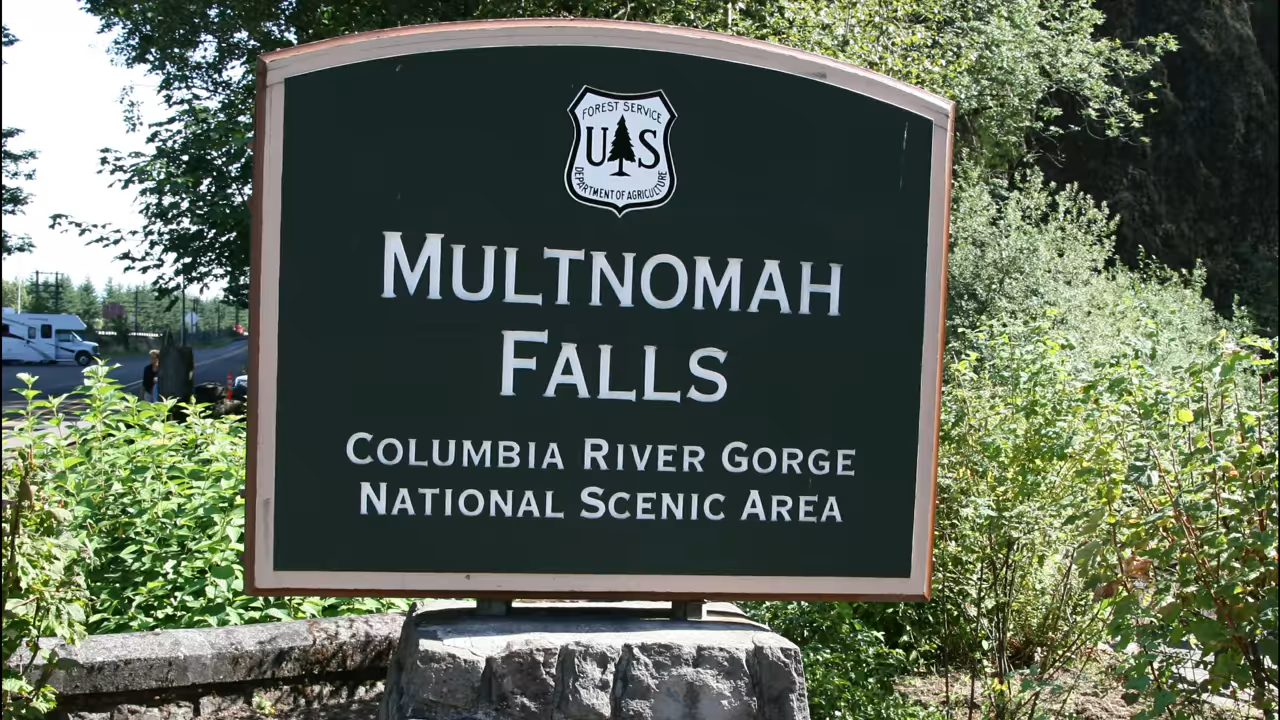 FOREST SERVICE
U S
DEPARTMENT OF AGRICULTURE
MULTNOMAH
FALLS
COLUMBIA RIVER GORGE
NATIONAL SCENIC AREA